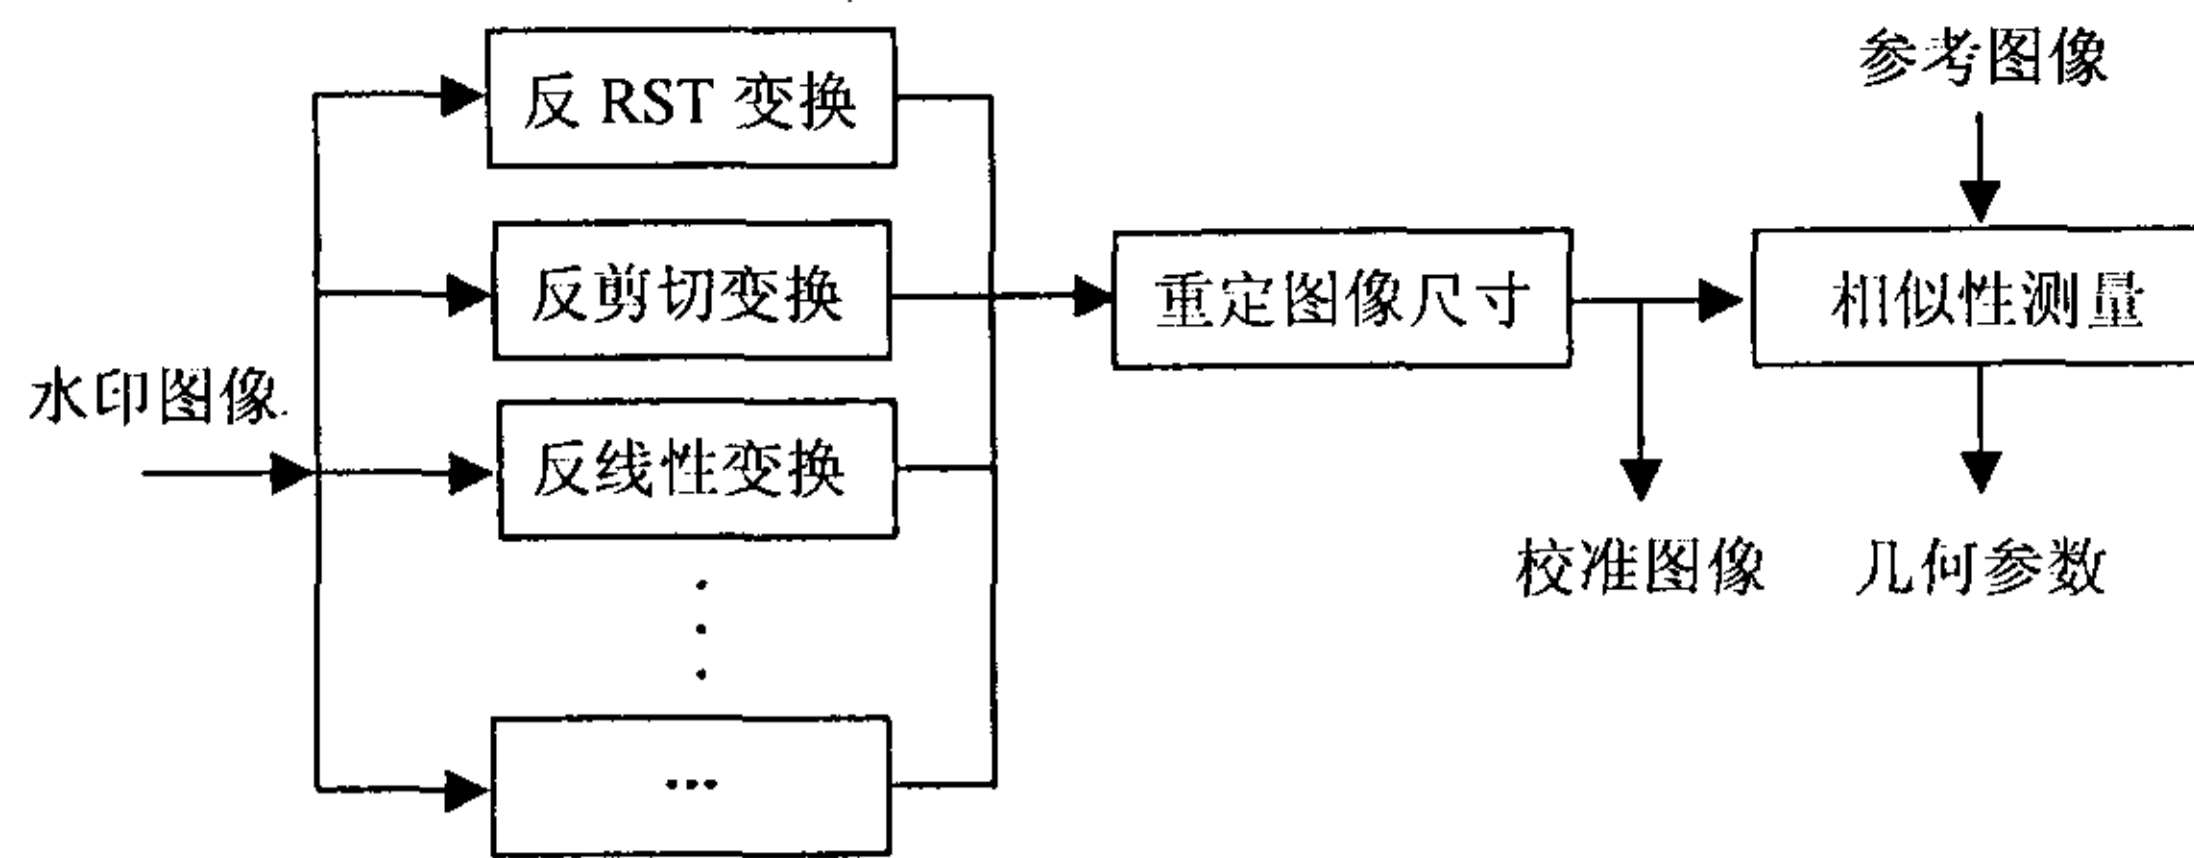 参考图像
反 RST 变换
反剪切变换
重定图像尺寸
相似性测量
水印图像
反线性变换
校准图像
几何参数
...